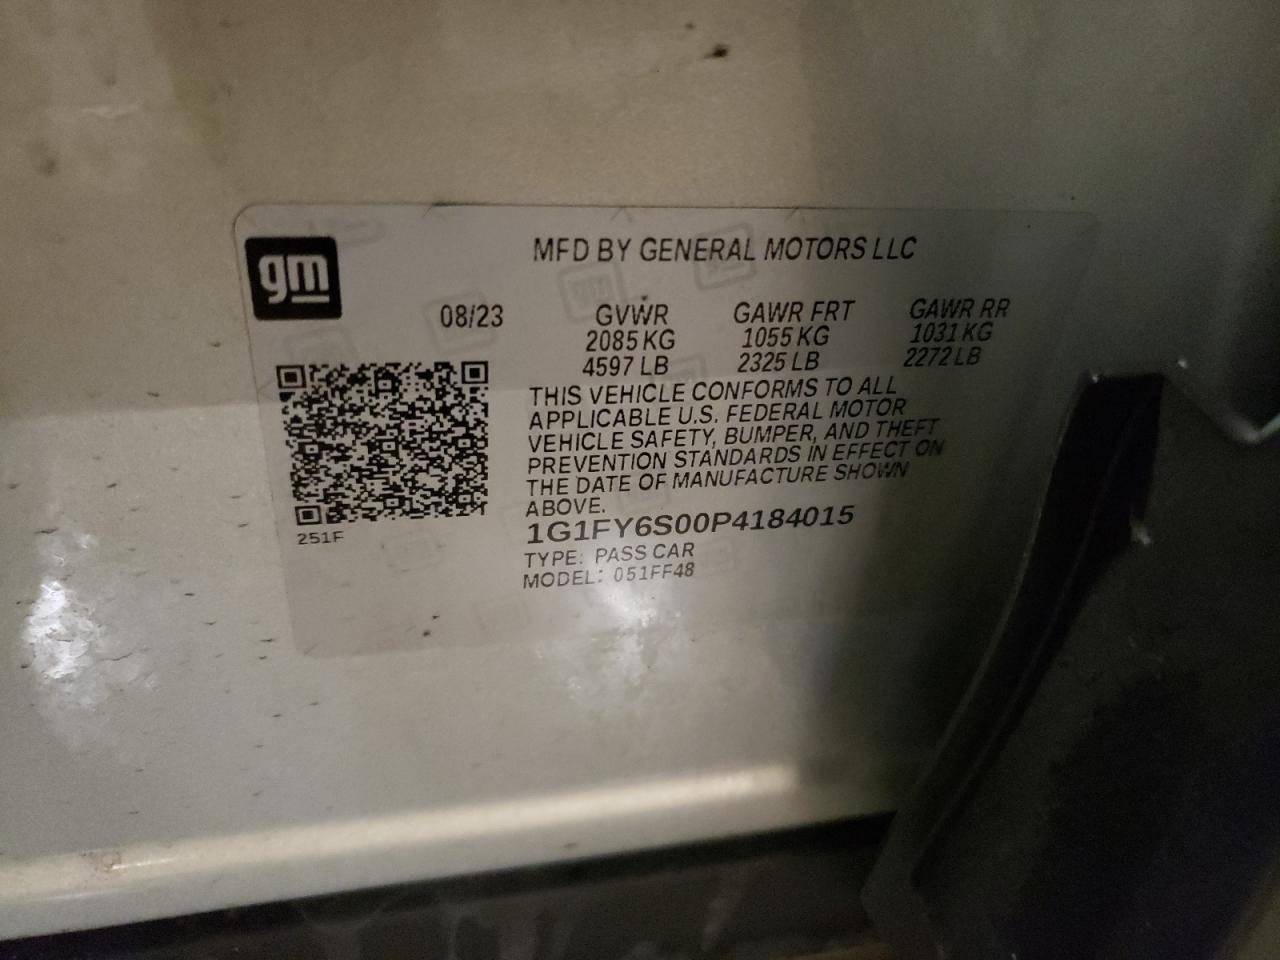 gm
MFD BY GENERAL MOTORS LLC
08/23
GVWR GAWR FRT GAWR RR
2085 KG 1055 KG 1031 KG
4597 LB 2325 LB 2272 LB
THIS VEHICLE CONFORMS TO ALL
APPLICABLE U.S. FEDERAL MOTOR
VEHICLE SAFETY, BUMPER, AND THEFT
PREVENTION STANDARDS IN EFFECT ON
THE DATE OF MANUFACTURE SHOWN
ABOVE.
251F
1G1FY6S00P4184015
TYPE: PASS CAR
MODEL: 051FF48